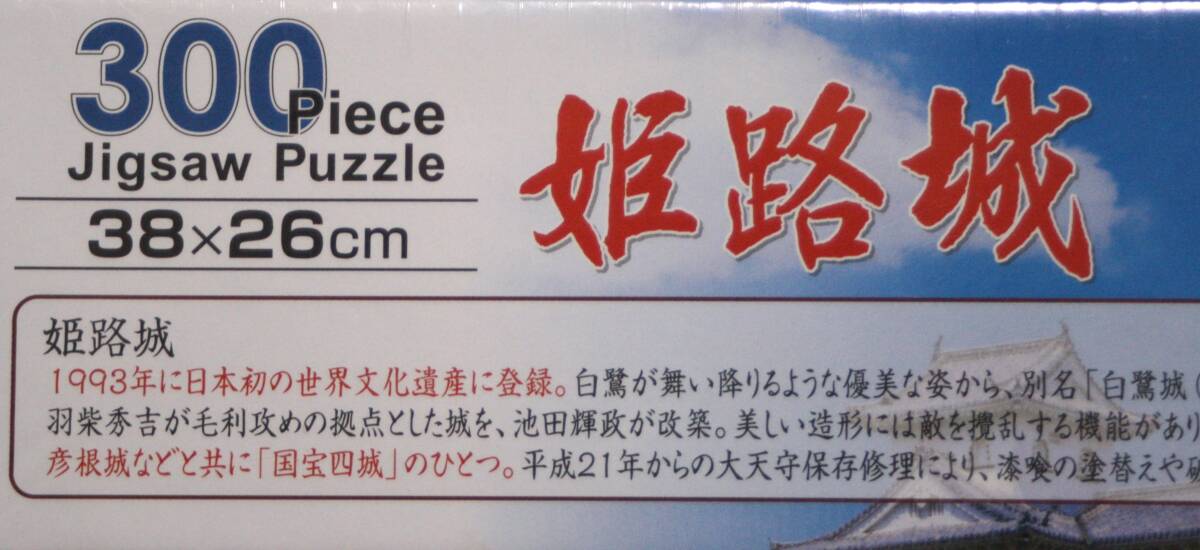 300 Piece
Jigsaw Puzzle
38×26cm
姫路城
姫路城
1993年に日本初の世界文化遺産に登録。白鷺が舞い降りるような優美な姿から、別名「白鷺城(
羽柴秀吉が毛利攻めの拠点とした城を、池田輝政が改築。美しい造形には敵を攪乱する機能があり
彦根城などと共に「国宝四城」のひとつ。平成21年からの大天守保存修理により、漆喰の塗替えや